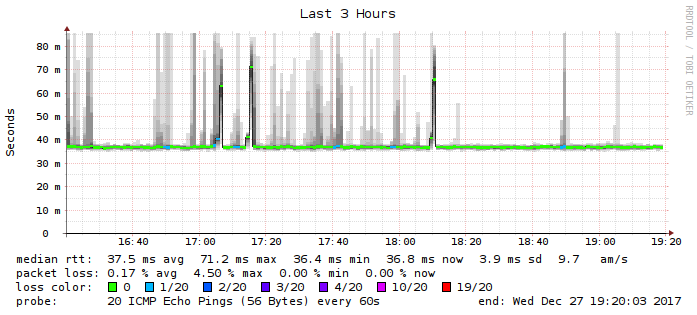 Last 3 Hours
RRDTOOL / TOBI OETIKER
Seconds
80 m
70 m
60 m
50 m
40 m
30 m
20 m
10 m
0
16:40 17:00 17:20 17:40 18:00 18:20 18:40 19:00 19:20
median rtt: 37.5 ms avg 71.2 ms max 36.4 ms min 36.8 ms now 3.9 ms sd 9.7 am/s
packet loss: 0.17 % avg 4.50 % max 0.00 % min 0.00 % now
loss color: 0 1/20 2/20 3/20 4/20 10/20 19/20
probe: 20 ICMP Echo Pings (56 Bytes) every 60s end: Wed Dec 27 19:20:03 2017